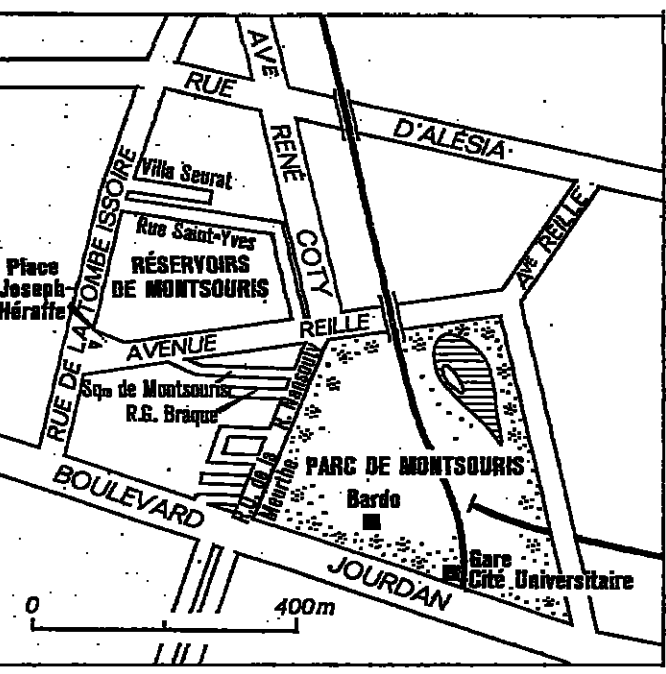 AVE RENÉ COTY
RUE D'ALÉSIA
Villa Seurat
Rue Saint-Yves
RÉSERVOIRS
DE MONTSOURIS
Place
Joseph
Héraffe
RUE DE LA TOMBE ISSOIRE
AVE REILLE
AVENUE REILLE
Sqre de Montsouris
R.G. Braque
R. Nansouty
R.D. de la
Meurthe
PARC DE MONTSOURIS
Bardo
Gare
Cité Universitaire
BOULEVARD JOURDAN
0 400m